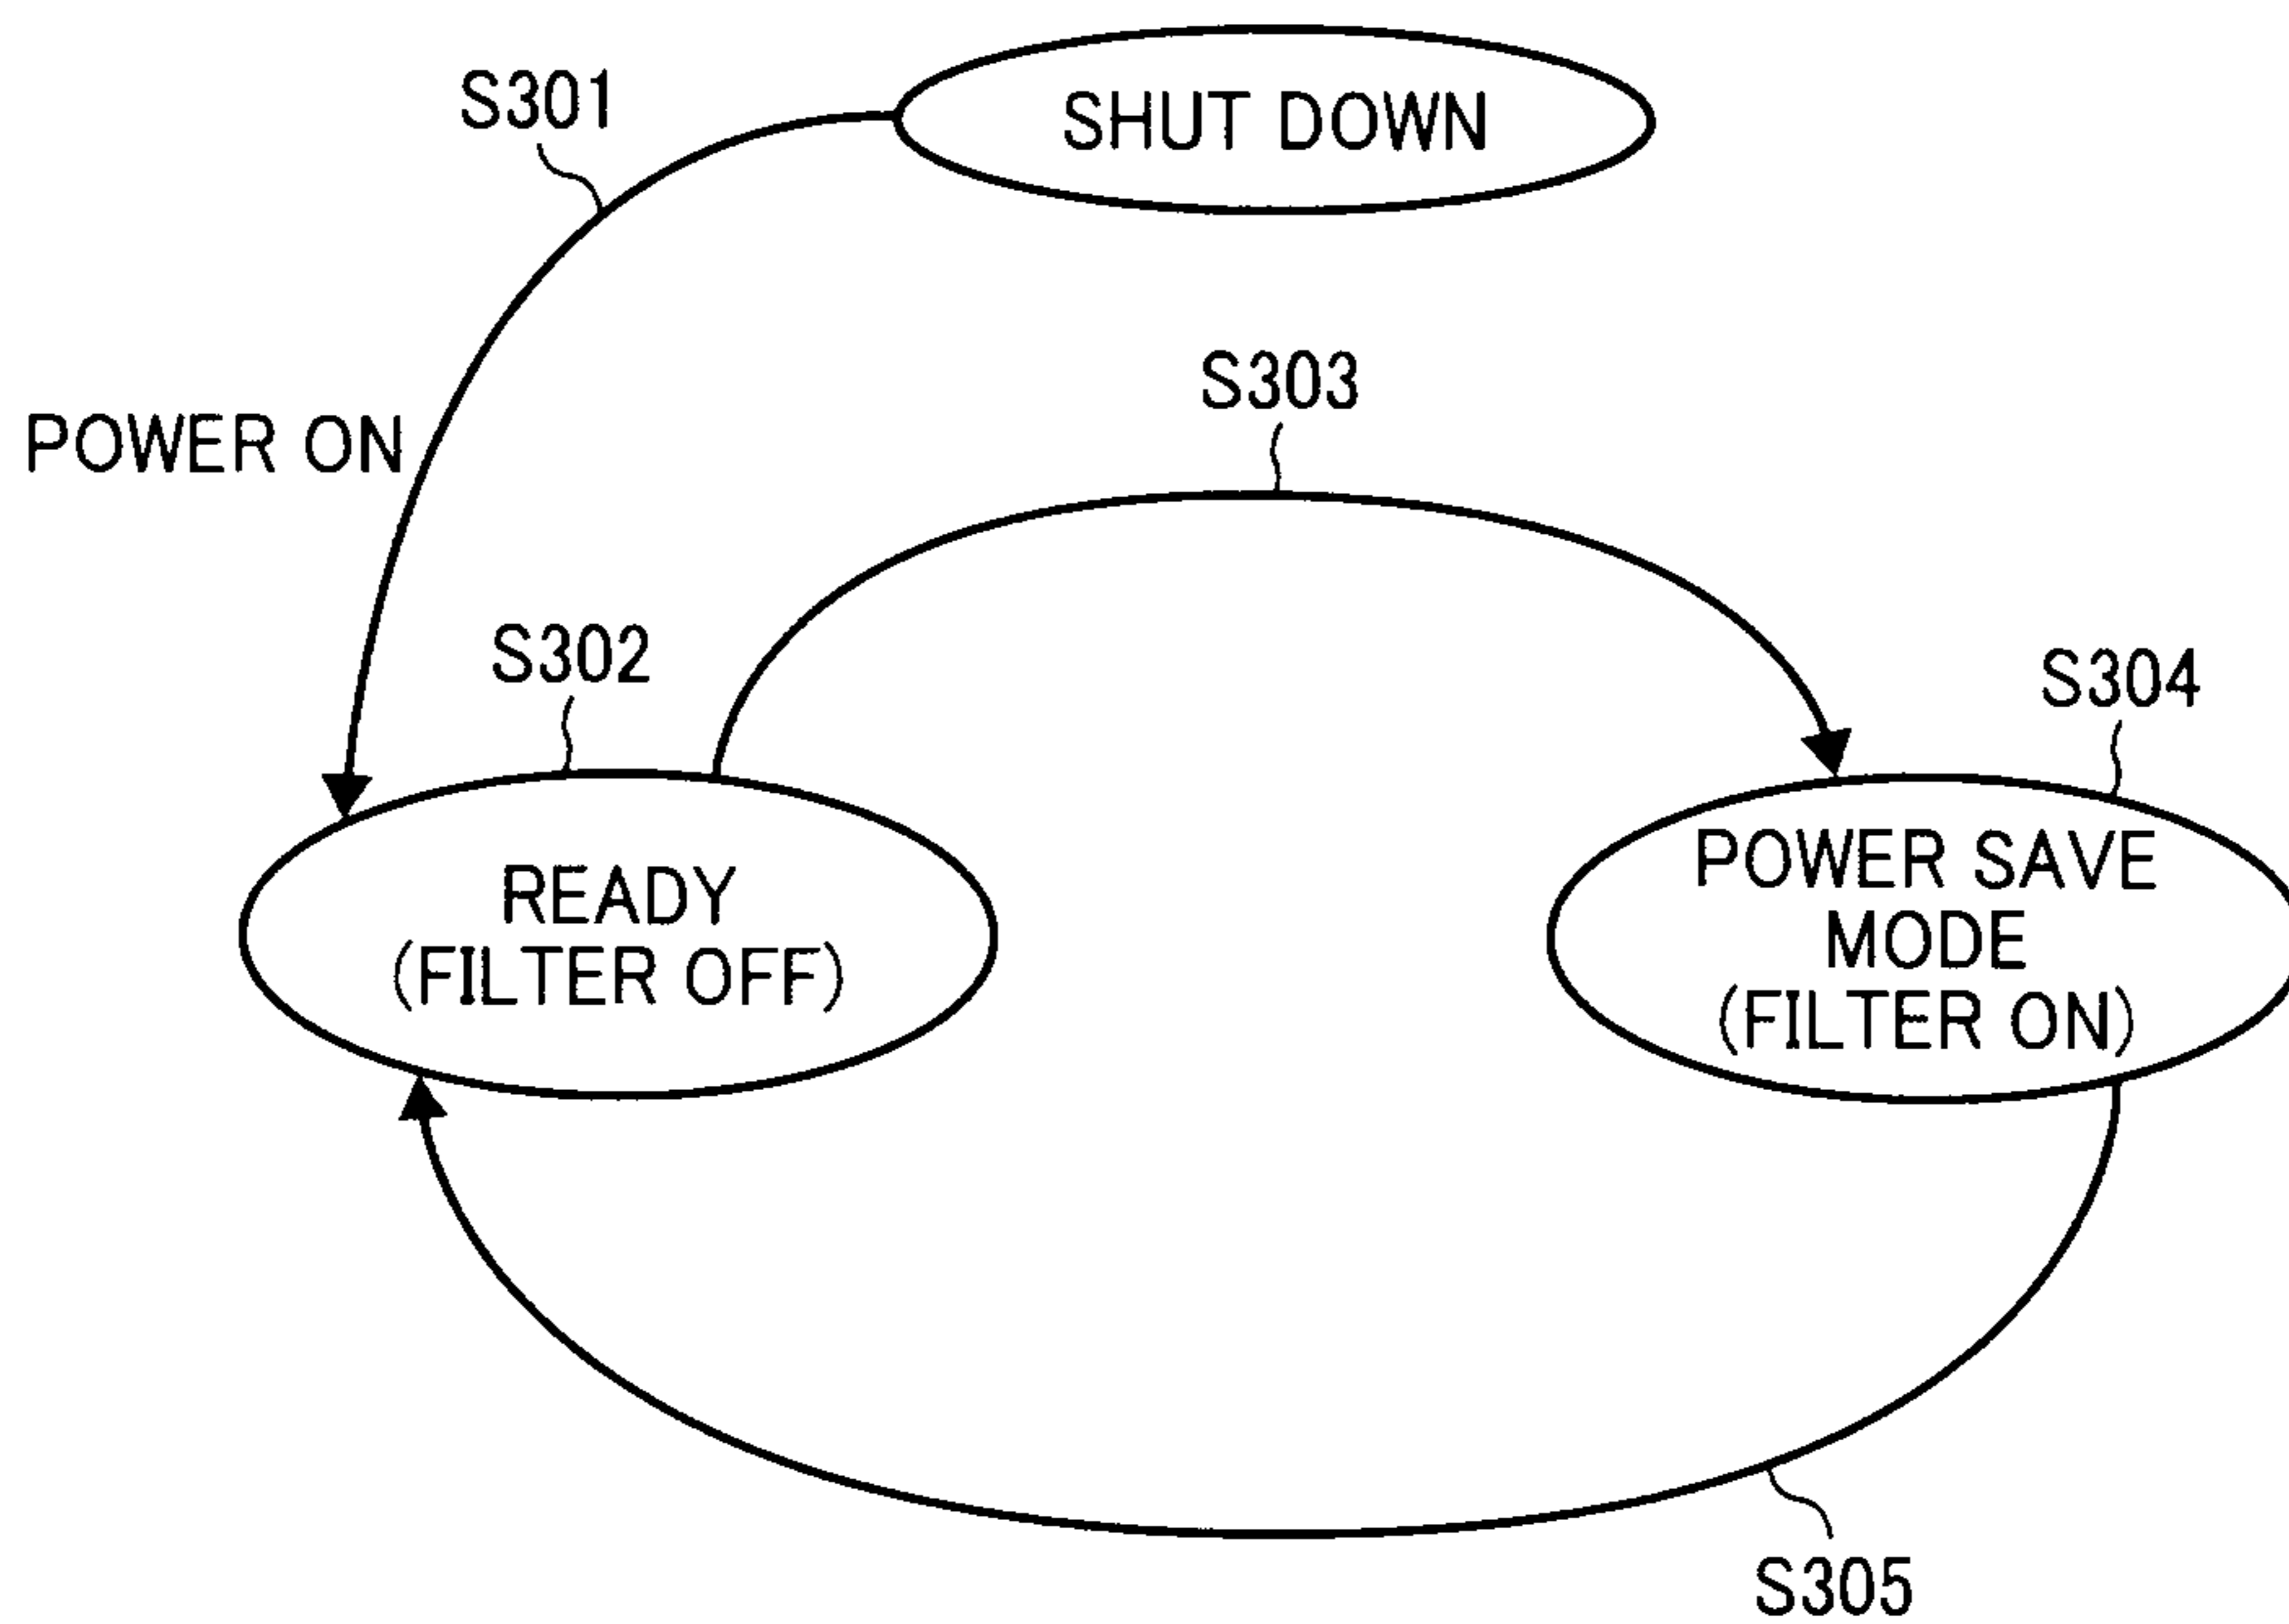 S301
SHUT DOWN
POWER ON
S303
S302
S304
READY
(FILTER OFF)
POWER SAVE
MODE
(FILTER ON)
S305